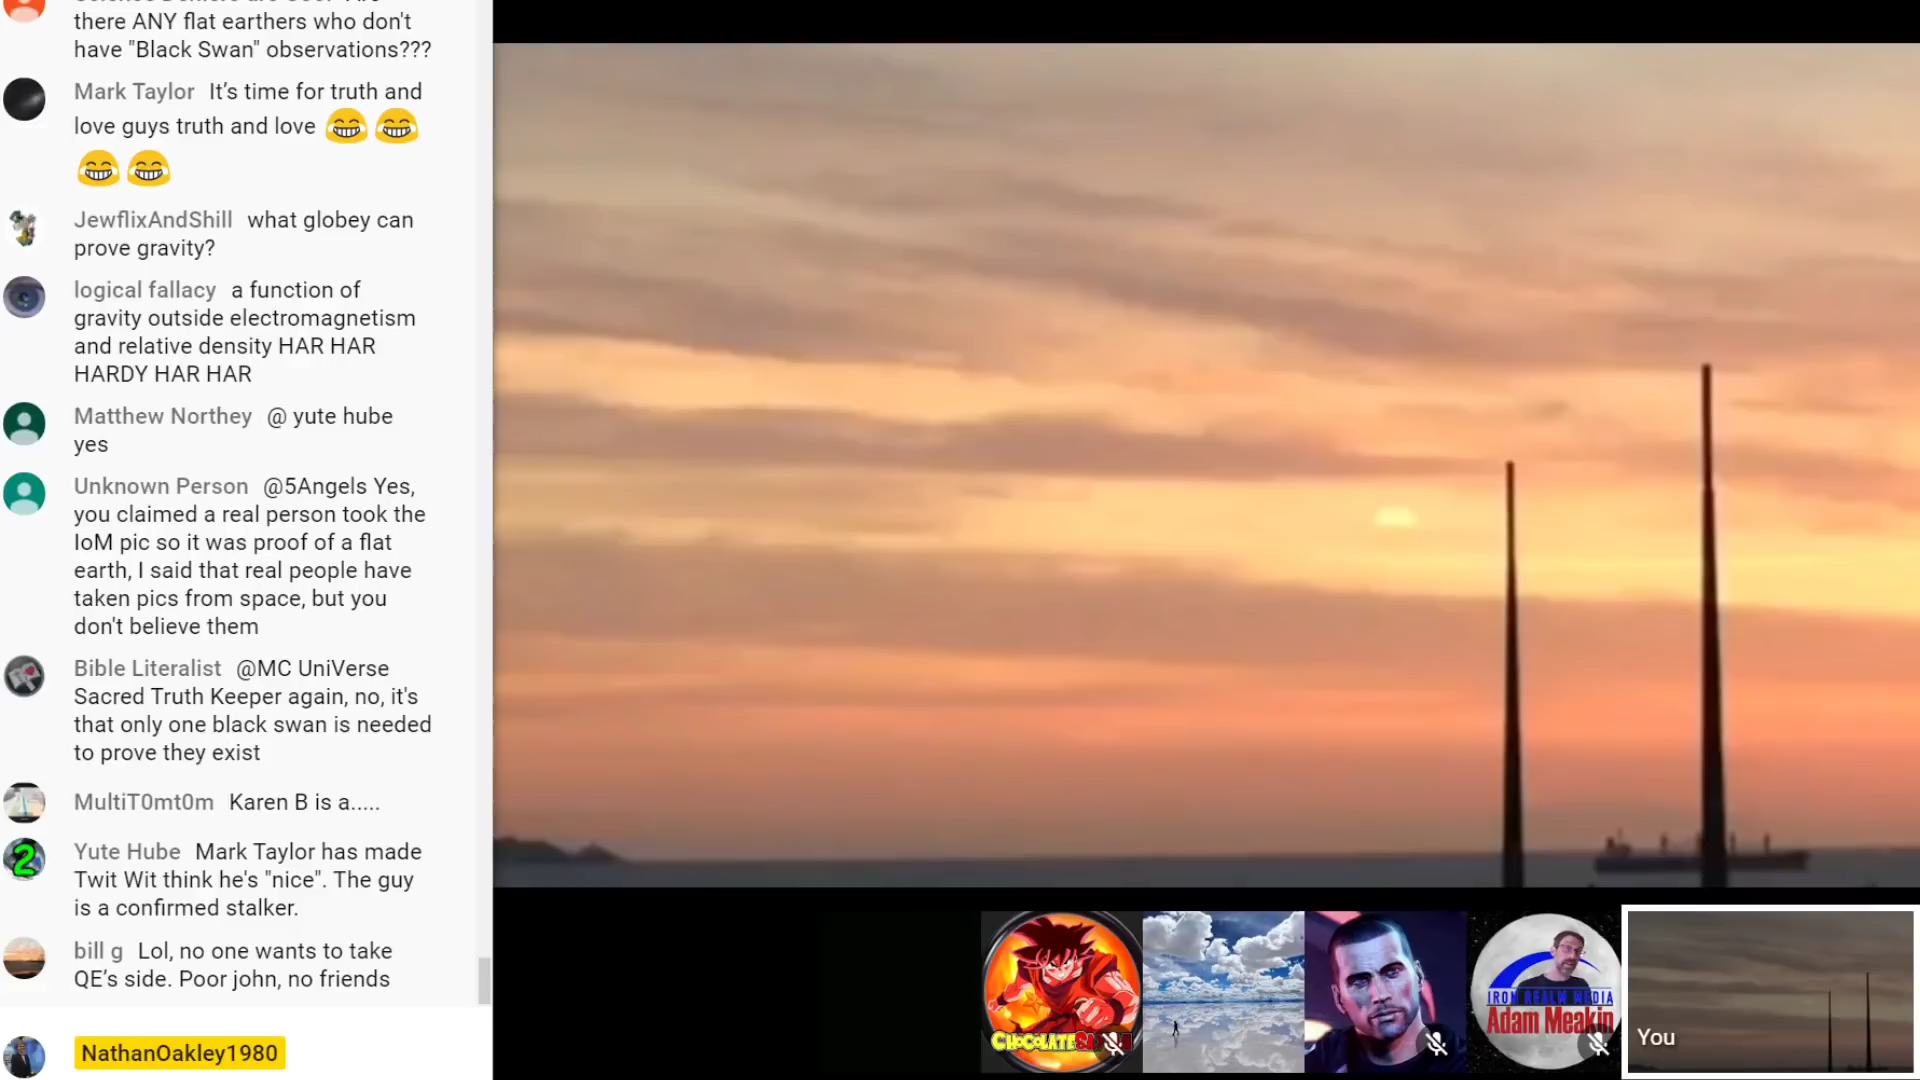 there ANY flat earthers who don't
have "Black Swan" observations???
Mark Taylor It's time for truth and
love guys truth and love
JewflixAndShill what globey can
prove gravity?
logical fallacy a function of
gravity outside electromagnetism
and relative density HAR HAR
HARDY HAR HAR
Matthew Northey @ yute hube
yes
Unknown Person @5Angels Yes,
you claimed a real person took the
IoM pic so it was proof of a flat
earth, I said that real people have
taken pics from space, but you
don't believe them
Bible Literalist @MC UniVerse
Sacred Truth Keeper again, no, it's
that only one black swan is needed
to prove they exist
MultiT0mt0m Karen B is a.....
Yute Hube Mark Taylor has made
Twit Wit think he's "nice". The guy
is a confirmed stalker.
bill g Lol, no one wants to take
QE's side. Poor john, no friends
NathanOakley1980
IRON REALM MEDIA
Adam Meakin
You